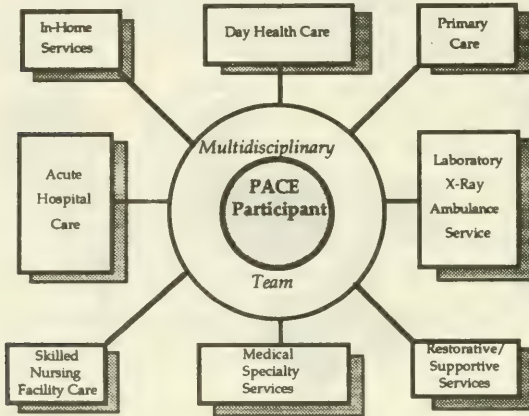 In-Home
Services
Day Health Care
Primary
Care
Multidisciplinary
Acute
Hospital
Care
PACE
Participant
Laboratory
X-Ray
Ambulance
Service
Team
Skilled
Nursing
Facility Care
Medical
Specialty
Services
Restorative/
Supportive
Services